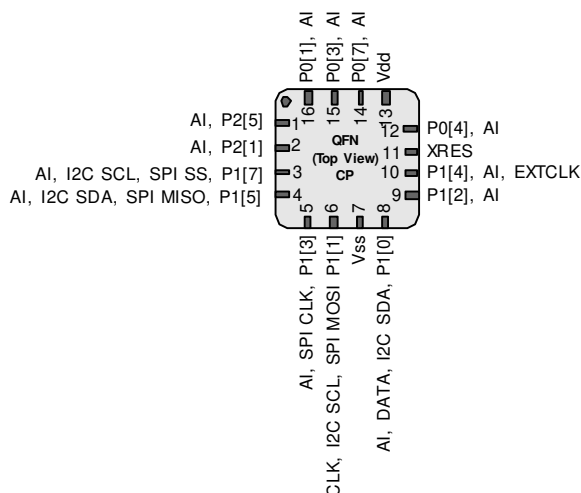 P0[1], AI
P0[3], AI
P0[7], AI
Vdd
16
15
14
13
AI, P2[5]
1
AI, P2[1]
2
AI, I2C SCL, SPI SS, P1[7]
3
AI, I2C SDA, SPI MISO, P1[5]
4
QFN
(Top View)
CP
12
P0[4], AI
11
XRES
10
P1[4], AI, EXTCLK
9
P1[2], AI
5
6
7
8
AI, SPI CLK, P1[3]
CLK, I2C SCL, SPI MOSI P1[1]
Vss
AI, DATA, I2C SDA, P1[0]